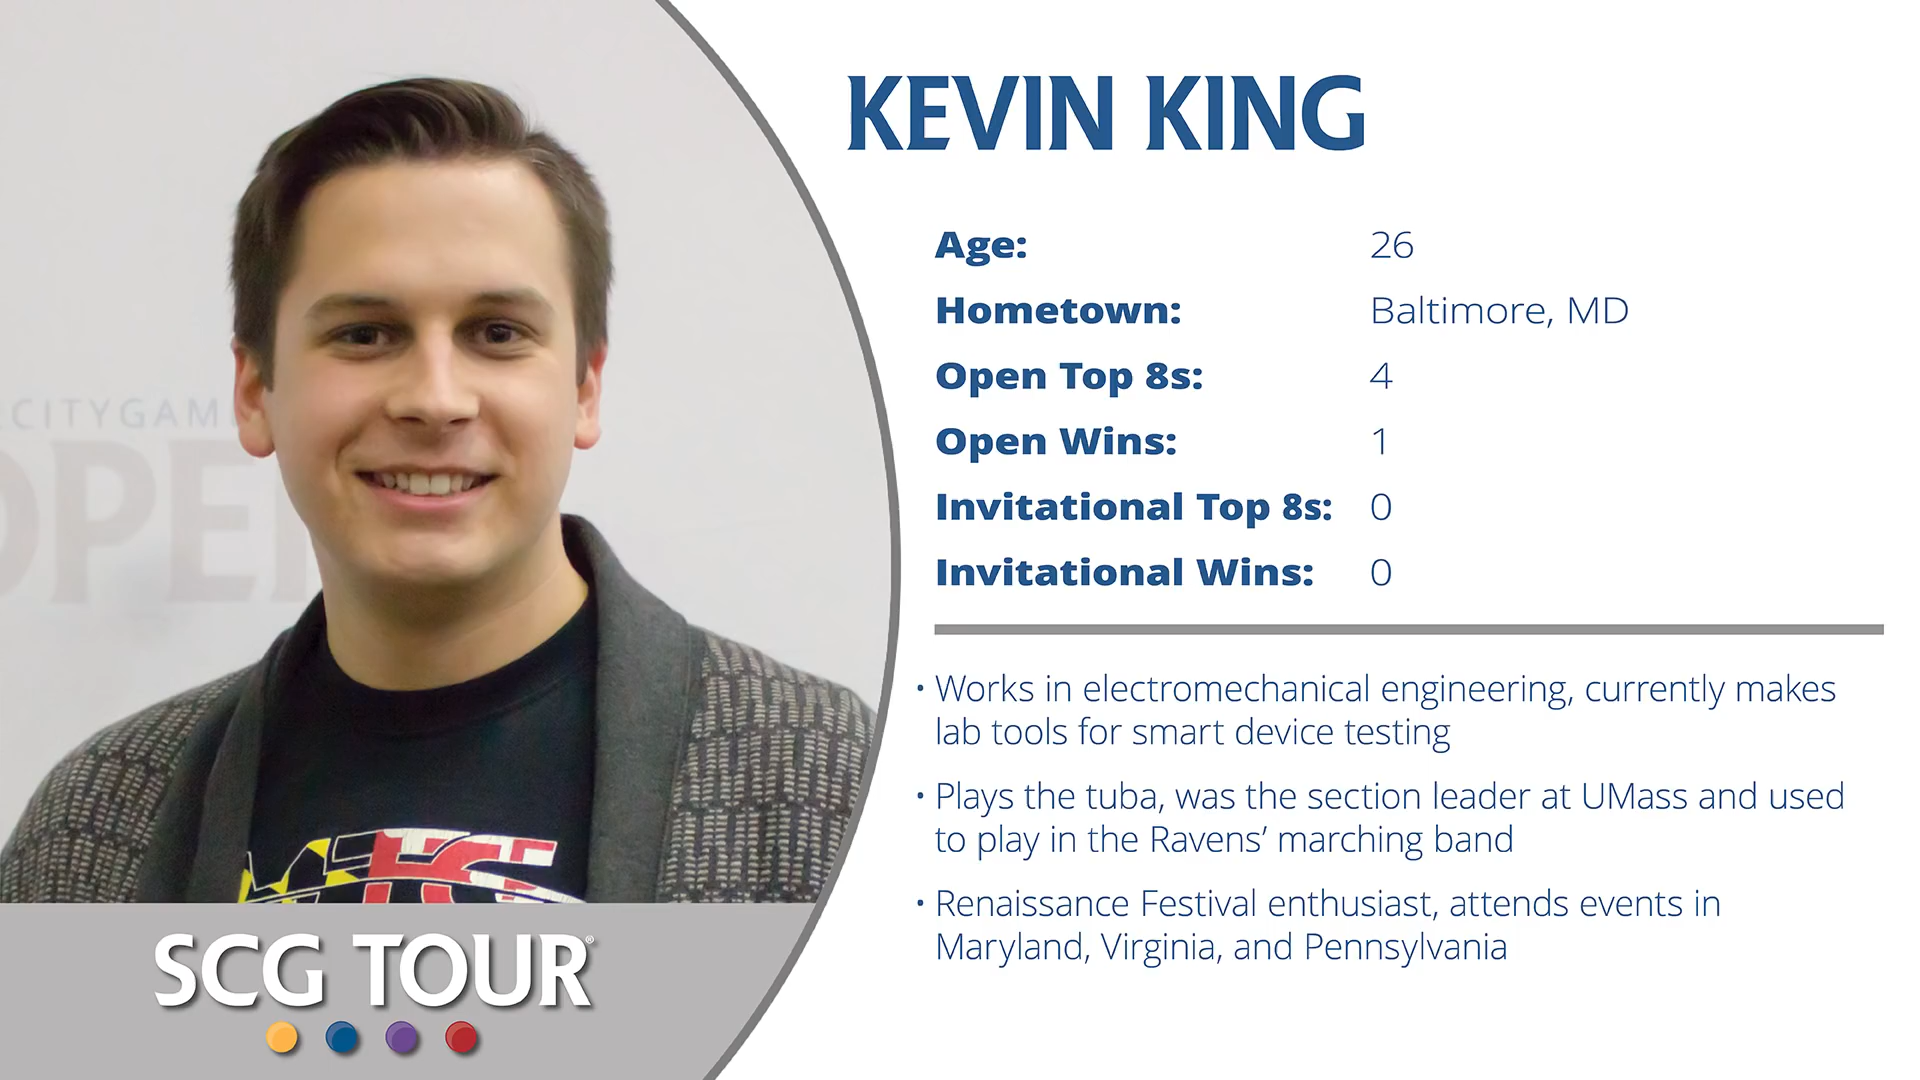 KEVIN KING
Age: 26
Hometown: Baltimore, MD
Open Top 8s: 4
Open Wins: 1
Invitational Top 8s: 0
Invitational Wins: 0
• Works in electromechanical engineering, currently makes
lab tools for smart device testing
• Plays the tuba, was the section leader at UMass and used
to play in the Ravens’ marching band
• Renaissance Festival enthusiast, attends events in
Maryland, Virginia, and Pennsylvania
CITYGAM
OPE
SCG TOUR®